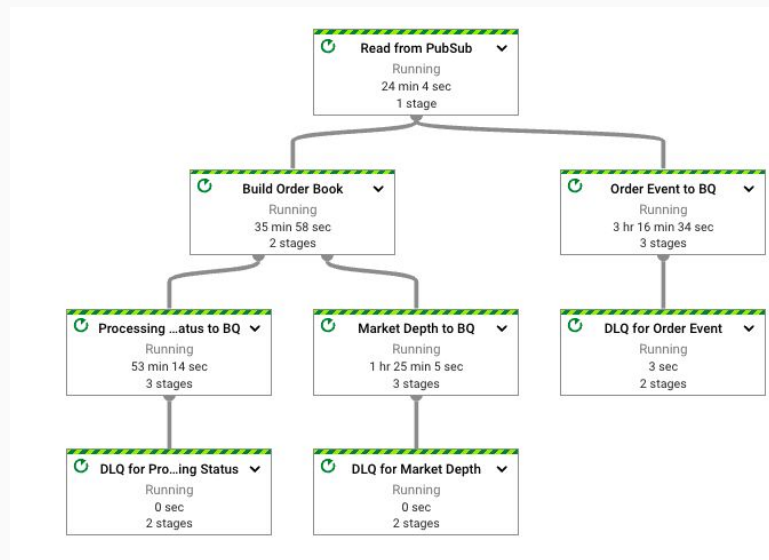 Read from PubSub
Running
24 min 4 sec
1 stage
Build Order Book
Running
35 min 58 sec
2 stages
Order Event to BQ
Running
3 hr 16 min 34 sec
3 stages
Processing ...atus to BQ
Running
53 min 14 sec
3 stages
Market Depth to BQ
Running
1 hr 25 min 5 sec
3 stages
DLQ for Order Event
Running
3 sec
2 stages
DLQ for Pro...ing Status
Running
0 sec
2 stages
DLQ for Market Depth
Running
0 sec
2 stages